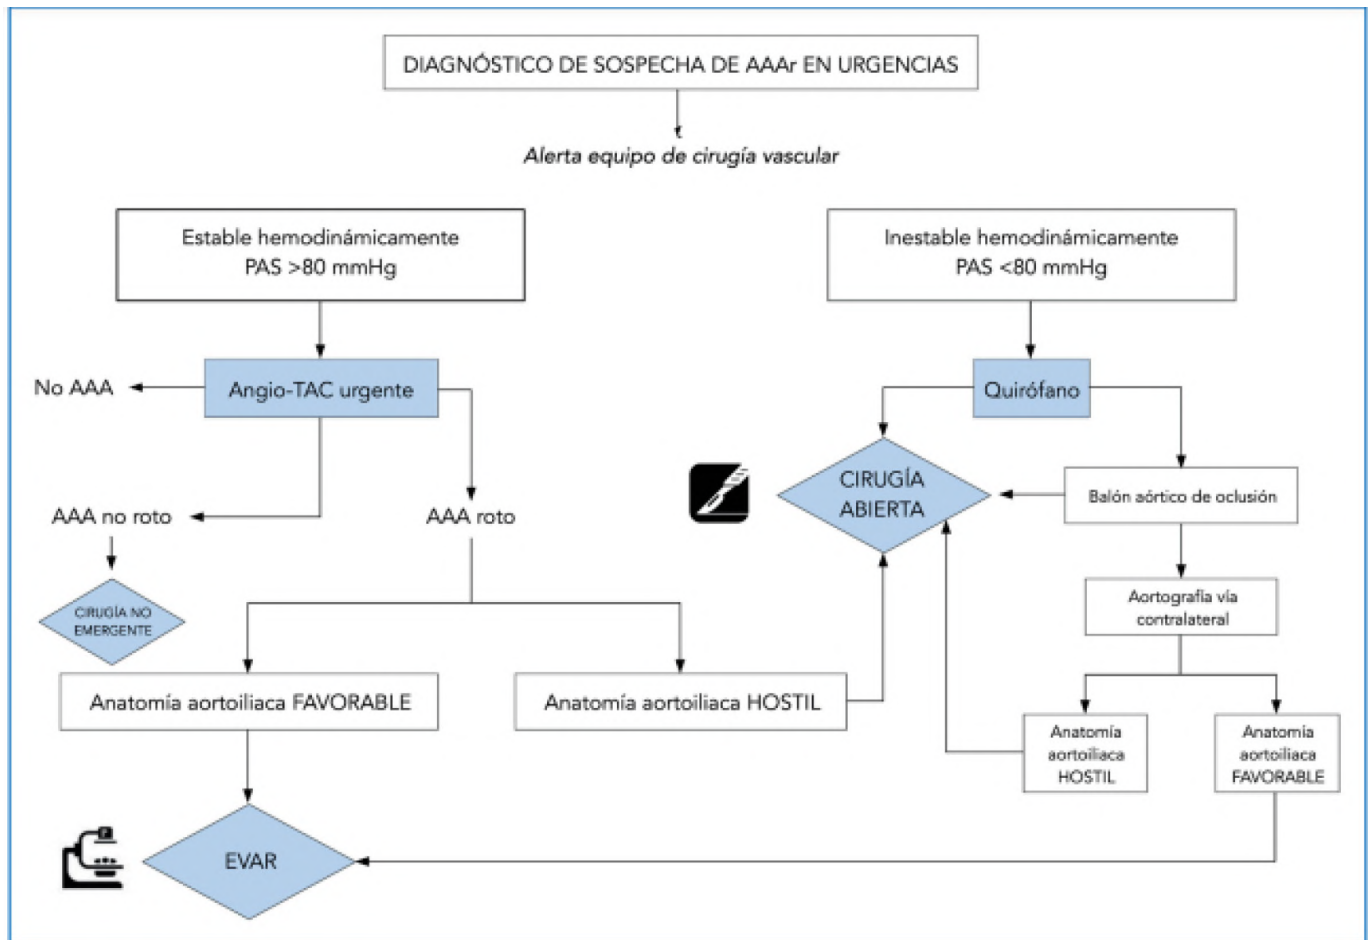 DIAGNÓSTICO DE SOSPECHA DE AAAr EN URGENCIAS
Alerta equipo de cirugía vascular
Estable hemodinámicamente
PAS >80 mmHg
Inestable hemodinámicamente
PAS <80 mmHg
No AAA
Angio-TAC urgente
Quirófano
CIRUGÍA
ABIERTA
Balón aórtico de oclusión
AAA no roto
AAA roto
CIRUGÍA NO
EMERGENTE
Aortografía vía
contralateral
Anatomía aortoiliaca FAVORABLE
Anatomía aortoiliaca HOSTIL
Anatomía
aortoiliaca
HOSTIL
Anatomía
aortoiliaca
FAVORABLE
EVAR